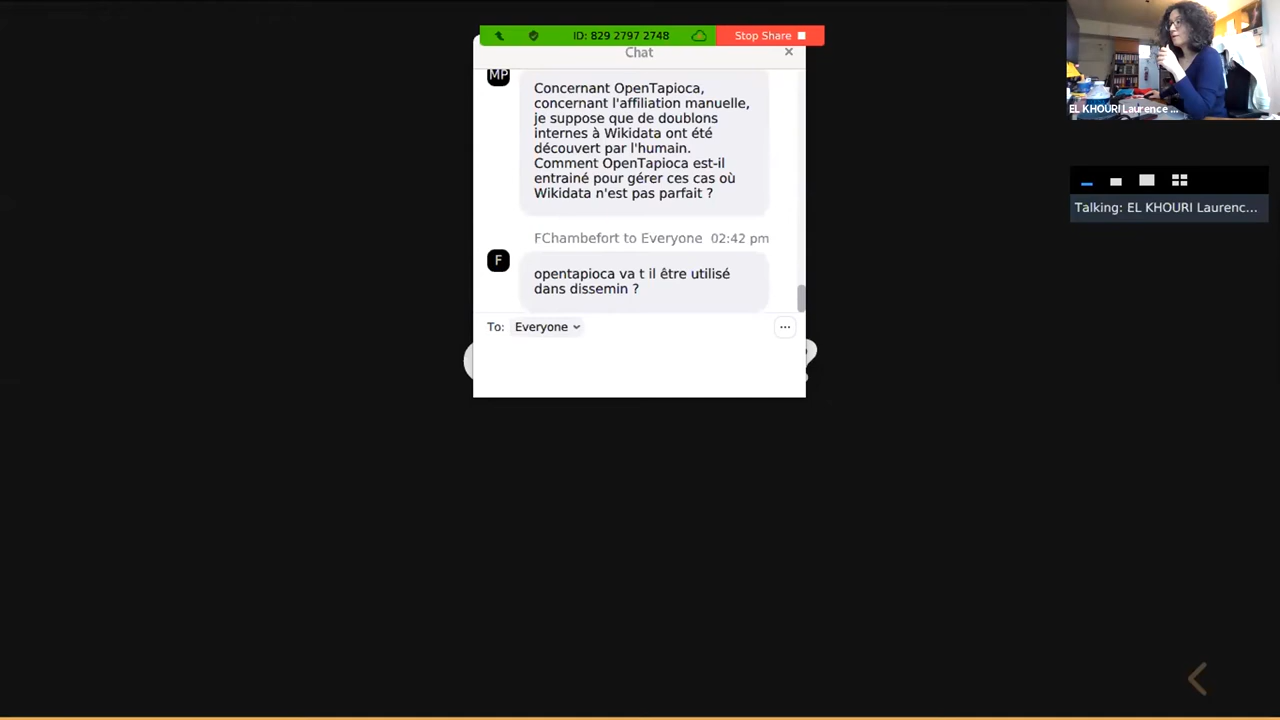 ID: 829 2797 2748
Stop Share
Chat
MP
Concernant OpenTapioca,
concernant l'affiliation manuelle,
je suppose que de doublons
internes à Wikidata ont été
découvert par l'humain.
Comment OpenTapioca est-il
entrainé pour gérer ces cas où
Wikidata n'est pas parfait ?
FChambefort to Everyone 02:42 pm
F
opentapioca va t il être utilisé
dans dissemin ?
To: Everyone
?
EL KHOURI Laurence ...
Talking: EL KHOURI Laurenc...